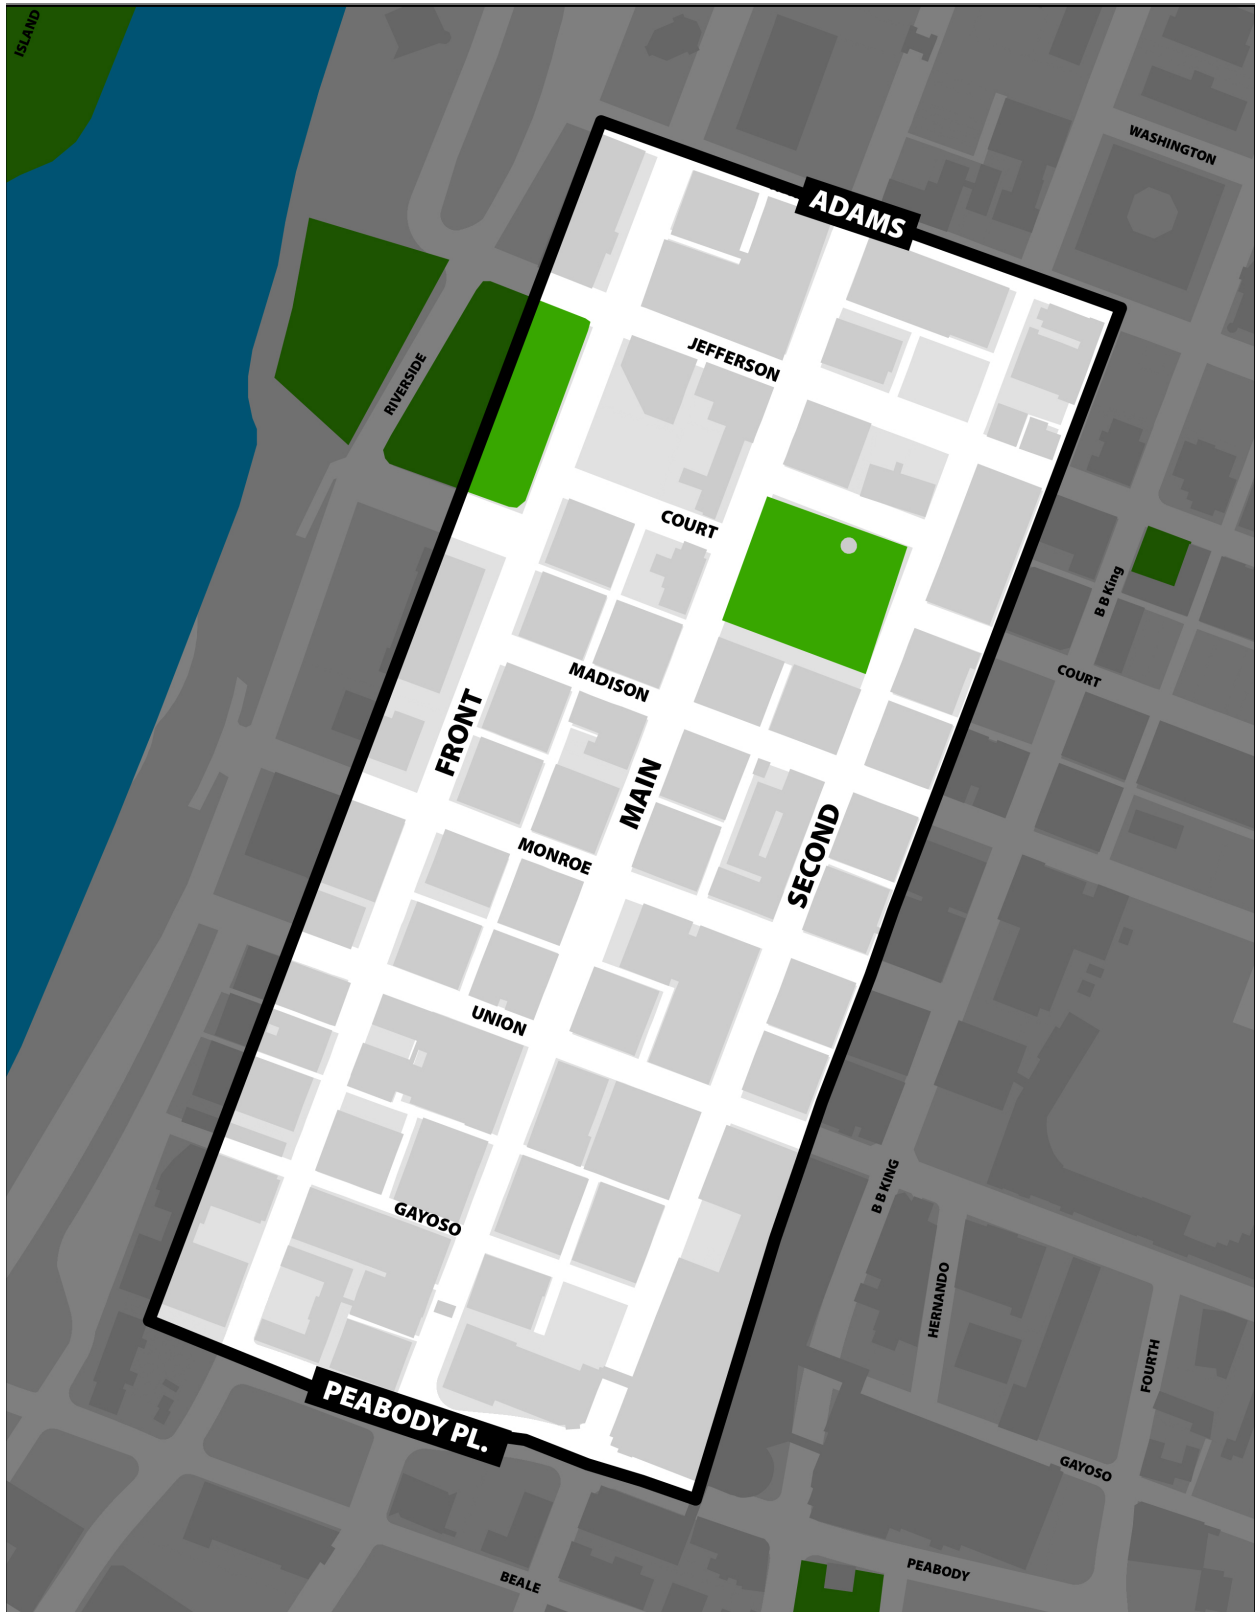 ISLAND
WASHINGTON
ADAMS
JEFFERSON
RIVERSIDE
COURT
B B King
COURT
MADISON
FRONT
MAIN
SECOND
MONROE
UNION
B B KING
GAYOSO
HERNANDO
FOURTH
PEABODY PL.
GAYOSO
PEABODY
BEALE